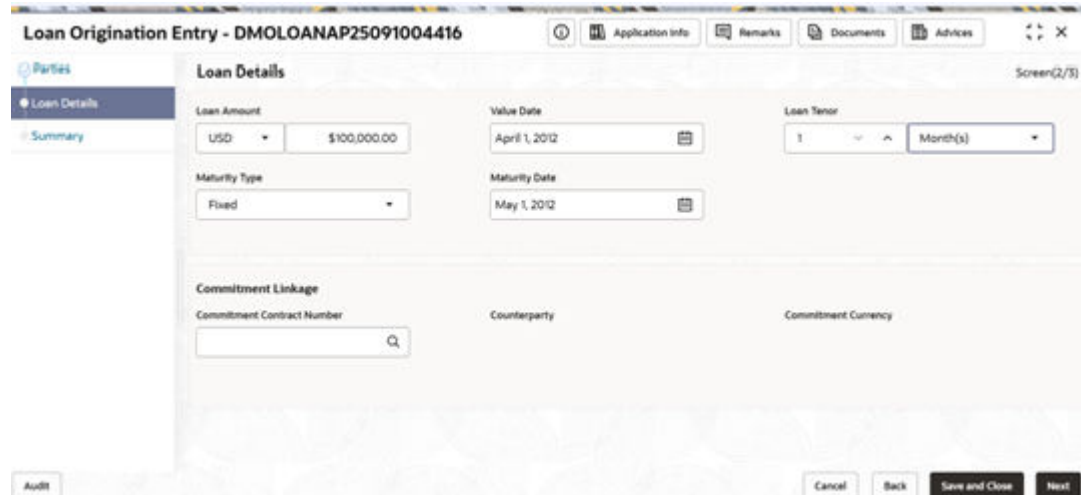 Loan Origination Entry - DMOLOANAP25091004416
Application Info
Remarks
Documents
Advices
Parties
Loan Details
Summary
Loan Details
Screen(2/3)
Loan Amount
Value Date
Loan Tenor
USD
$100,000.00
April 1, 2012
1
Month(s)
Maturity Type
Maturity Date
Fixed
May 1, 2012
Commitment Linkage
Commitment Contract Number
Counterparty
Commitment Currency
Audit
Cancel
Back
Save and Close
Next